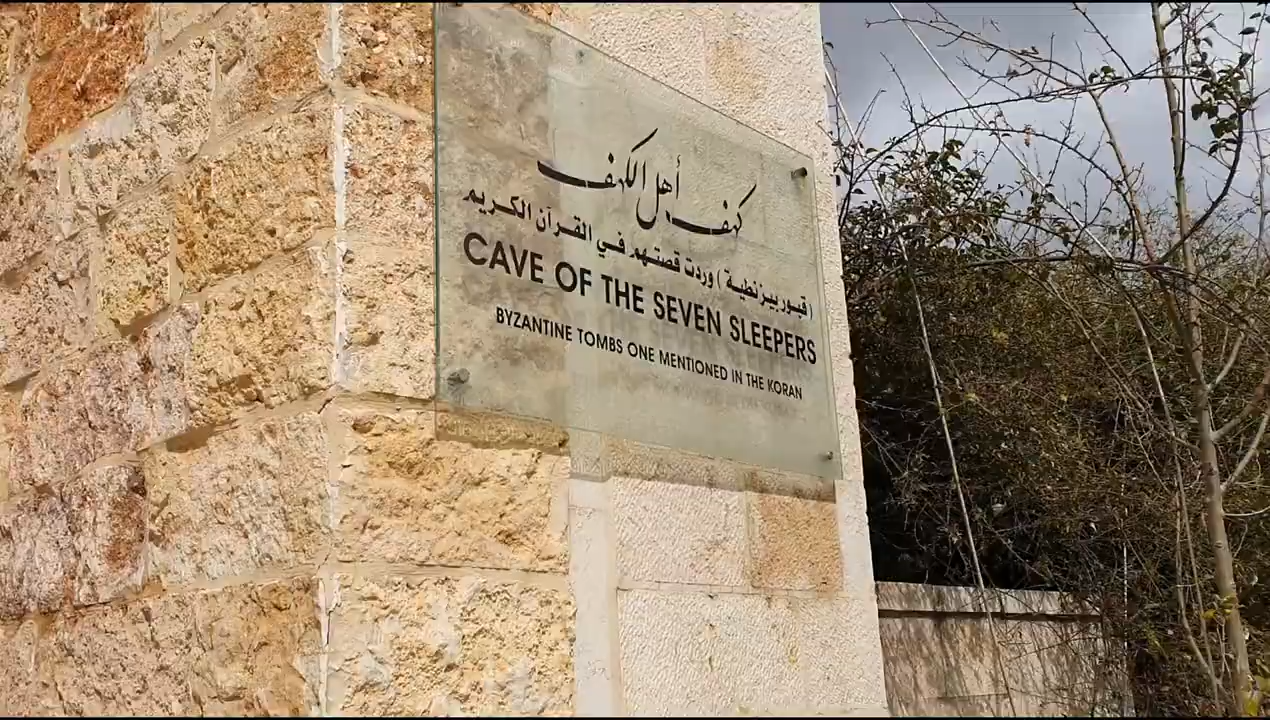 كهف أهل الكهف
( قبور بيزنطية ) وردت قصتهم في القرآن الكريم
CAVE OF THE SEVEN SLEEPERS
BYZANTINE TOMBS ONE MENTIONED IN THE KORAN